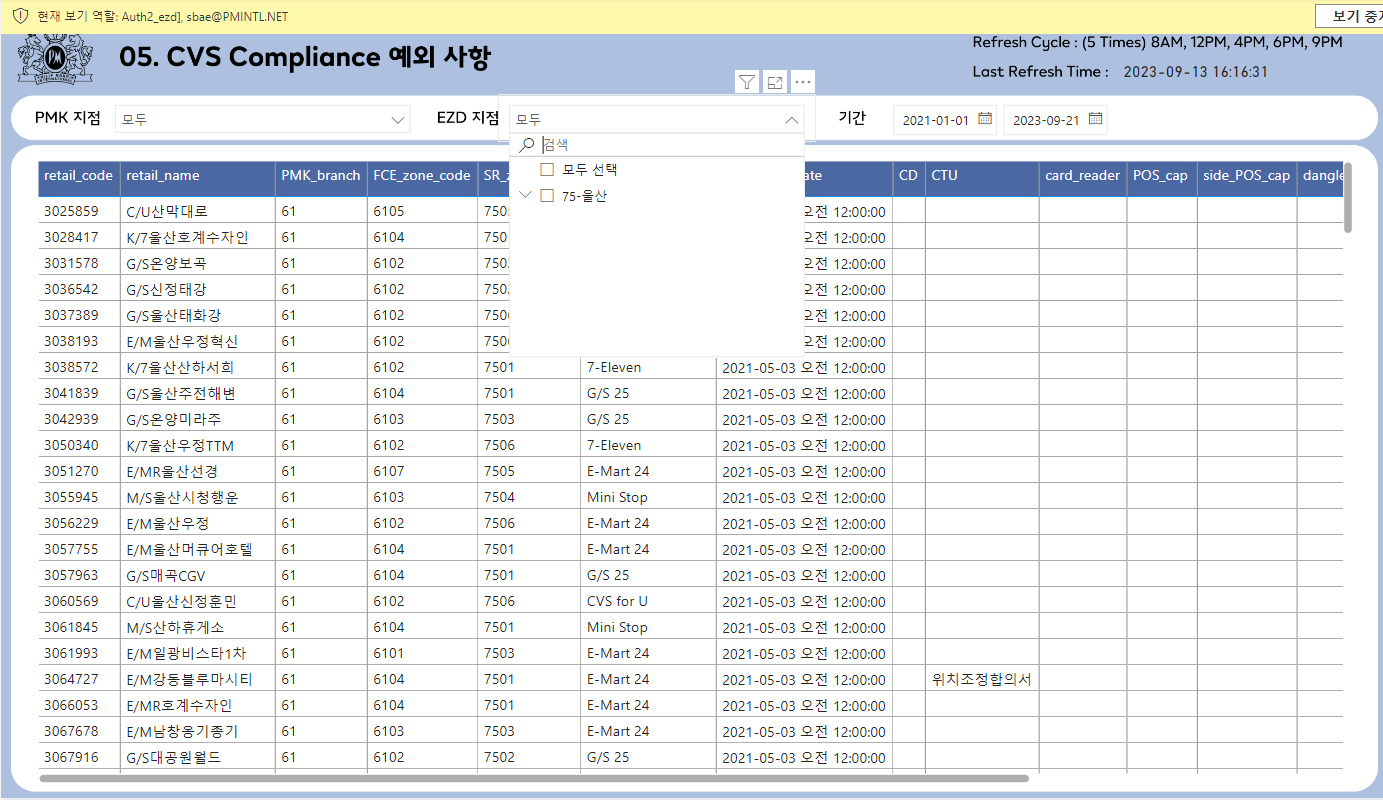 현재 보기 역할: Auth2_ezd], sbae@PMINTL.NET
보기 중지
05. CVS Compliance 예외 사항
Refresh Cycle : (5 Times) 8AM, 12PM, 4PM, 6PM, 9PM
Last Refresh Time : 2023-09-13 16:16:31
PMK 지점 모두 EZD 지점 모두 기간 2021-01-01 2023-09-21
검색
모두 선택
75-울산
retail_code retail_name PMK_branch FCE_zone_code SR_z ate CD CTU card_reader POS_cap side_POS_cap dangle
3025859 C/U산막대로 61 6105 750 오전 12:00:00
3028417 K/7울산호계수자인 61 6104 750 오전 12:00:00
3031578 G/S온양보곡 61 6102 750 오전 12:00:00
3036542 G/S신정태강 61 6102 750 오전 12:00:00
3037389 G/S울산태화강 61 6102 750 오전 12:00:00
3038193 E/M울산우정혁신 61 6102 750 오전 12:00:00
3038572 K/7울산산하서희 61 6102 7501 7-Eleven 2021-05-03 오전 12:00:00
3041839 G/S울산주전해변 61 6104 7501 G/S 25 2021-05-03 오전 12:00:00
3042939 G/S온양미라주 61 6103 7503 G/S 25 2021-05-03 오전 12:00:00
3050340 K/7울산우정TTM 61 6102 7506 7-Eleven 2021-05-03 오전 12:00:00
3051270 E/MR울산선경 61 6107 7505 E-Mart 24 2021-05-03 오전 12:00:00
3055945 M/S울산시청행운 61 6103 7504 Mini Stop 2021-05-03 오전 12:00:00
3056229 E/M울산우정 61 6102 7506 E-Mart 24 2021-05-03 오전 12:00:00
3057755 E/M울산머큐어호텔 61 6104 7501 E-Mart 24 2021-05-03 오전 12:00:00
3057963 G/S매곡CGV 61 6104 7501 G/S 25 2021-05-03 오전 12:00:00
3060569 C/U울산신정훈민 61 6102 7506 CVS for U 2021-05-03 오전 12:00:00
3061845 M/S산하휴게소 61 6104 7501 Mini Stop 2021-05-03 오전 12:00:00
3061993 E/M일광비스타1차 61 6101 7503 E-Mart 24 2021-05-03 오전 12:00:00
3064727 E/M강동블루마시티 61 6104 7501 E-Mart 24 2021-05-03 오전 12:00:00 위치조정합의서
3066053 E/MR호계수자인 61 6104 7501 E-Mart 24 2021-05-03 오전 12:00:00
3067678 E/M남창옹기종기 61 6103 7503 E-Mart 24 2021-05-03 오전 12:00:00
3067916 G/S대공원월드 61 6102 7502 G/S 25 2021-05-03 오전 12:00:00